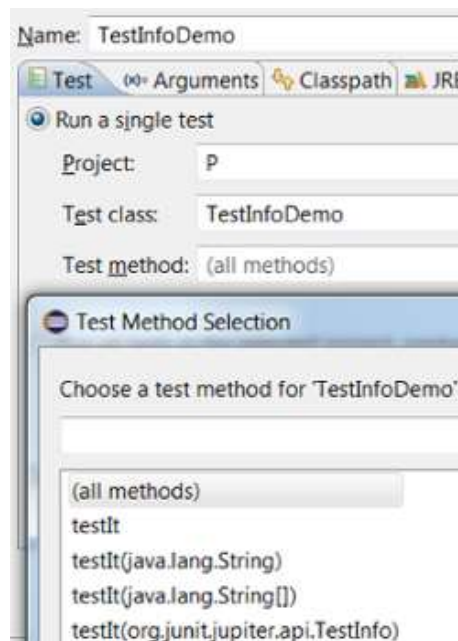 Name: TestInfoDemo
Test (x)= Arguments Classpath JRE
Run a single test
Project: P
Test class: TestInfoDemo
Test method: (all methods)
Test Method Selection
Choose a test method for 'TestInfoDemo'
(all methods)
testIt
testIt(java.lang.String)
testIt(java.lang.String[])
testIt(org.junit.jupiter.api.TestInfo)